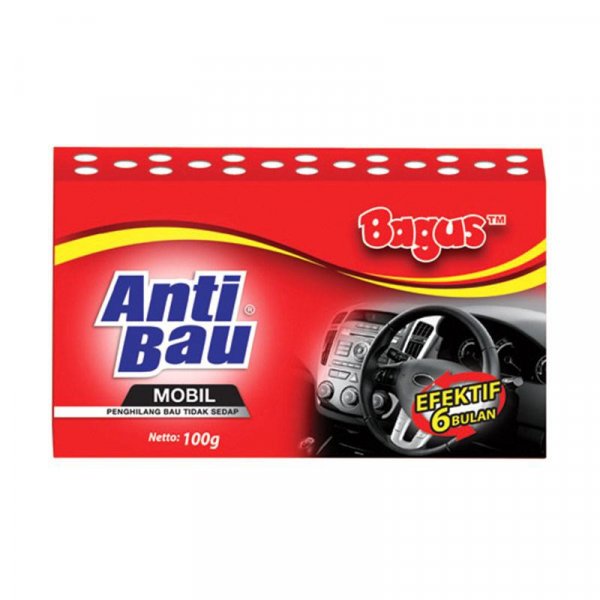 Bagus™
Anti
Bau®
MOBIL
PENGHILANG BAU TIDAK SEDAP
Netto: 100g
EFEKTIF
6 BULAN